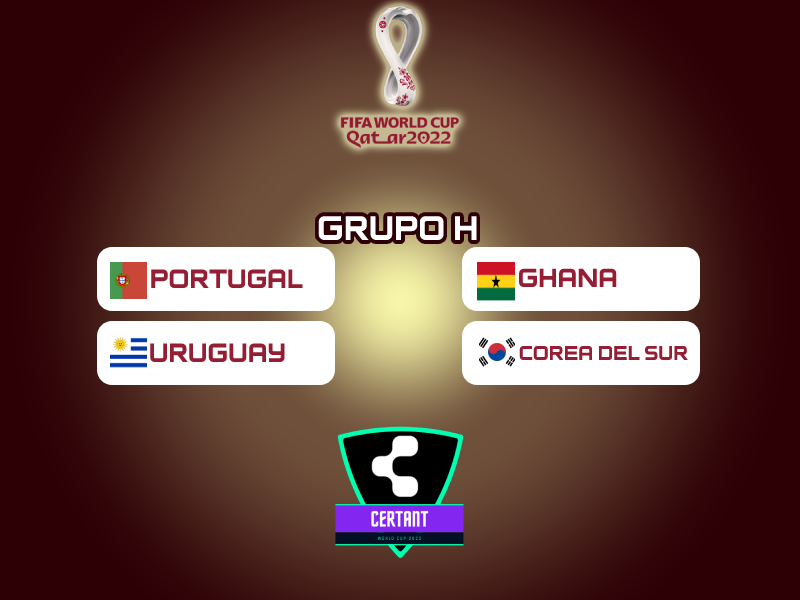 FIFA WORLD CUP
Qatar2022
GRUPO H
PORTUGAL
GHANA
URUGUAY
COREA DEL SUR
CERTANT
WORLD CUP 2022